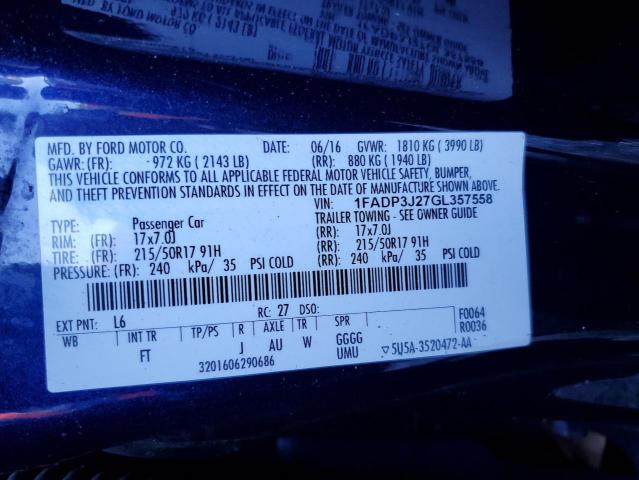 MFD. BY FORD MOTOR CO. DATE: 06/16 GVWR: 1810 KG ( 3990 LB)
GAWR: (FR): 972 KG ( 2143 LB) (RR): 880 KG ( 1940 LB)
THIS VEHICLE CONFORMS TO ALL APPLICABLE FEDERAL MOTOR VEHICLE SAFETY, BUMPER,
AND THEFT PREVENTION STANDARDS IN EFFECT ON THE DATE OF MANUFACTURE SHOWN ABOVE.
VIN: 1FADP3J27GL357558
TYPE: Passenger Car TRAILER TOWING - SEE OWNER GUIDE
RIM: (FR): 17x7.0J (RR): 17x7.0J
TIRE: (FR): 215/50R17 91H (RR): 215/50R17 91H
PRESSURE: (FR): 240 kPa/ 35 PSI COLD (RR): 240 kPa/ 35 PSI COLD
EXT PNT: L6 RC: 27 DSO: F0064
WB INT TR TP/PS R AXLE TR SPR R0036
FT J AU W GGGG
UMU ▽5U5A-3520472-AA
3201606290686